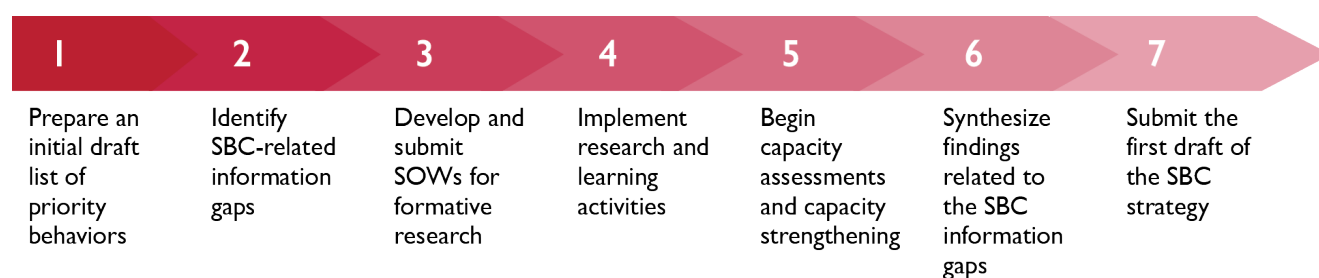 1
Prepare an
initial draft
list of
priority
behaviors
2
Identify
SBC-related
information
gaps
3
Develop and
submit
SOWs for
formative
research
4
Implement
research and
learning
activities
5
Begin
capacity
assessments
and capacity
strengthening
6
Synthesize
findings
related to
the SBC
information
gaps
7
Submit the
first draft of
the SBC
strategy